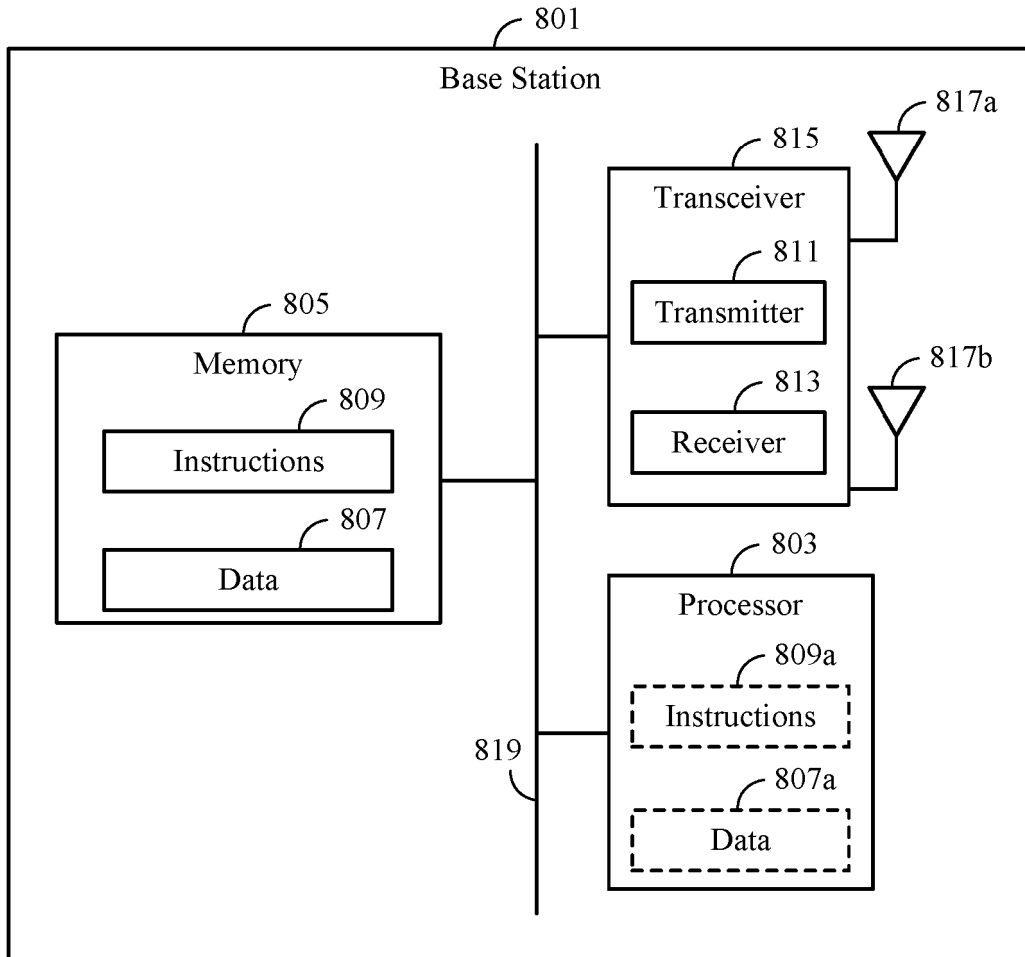 801
Base Station
817a
815
Transceiver
811
Transmitter
805
Memory
817b
813
Receiver
809
Instructions
807
Data
803
Processor
809a
Instructions
819
807a
Data